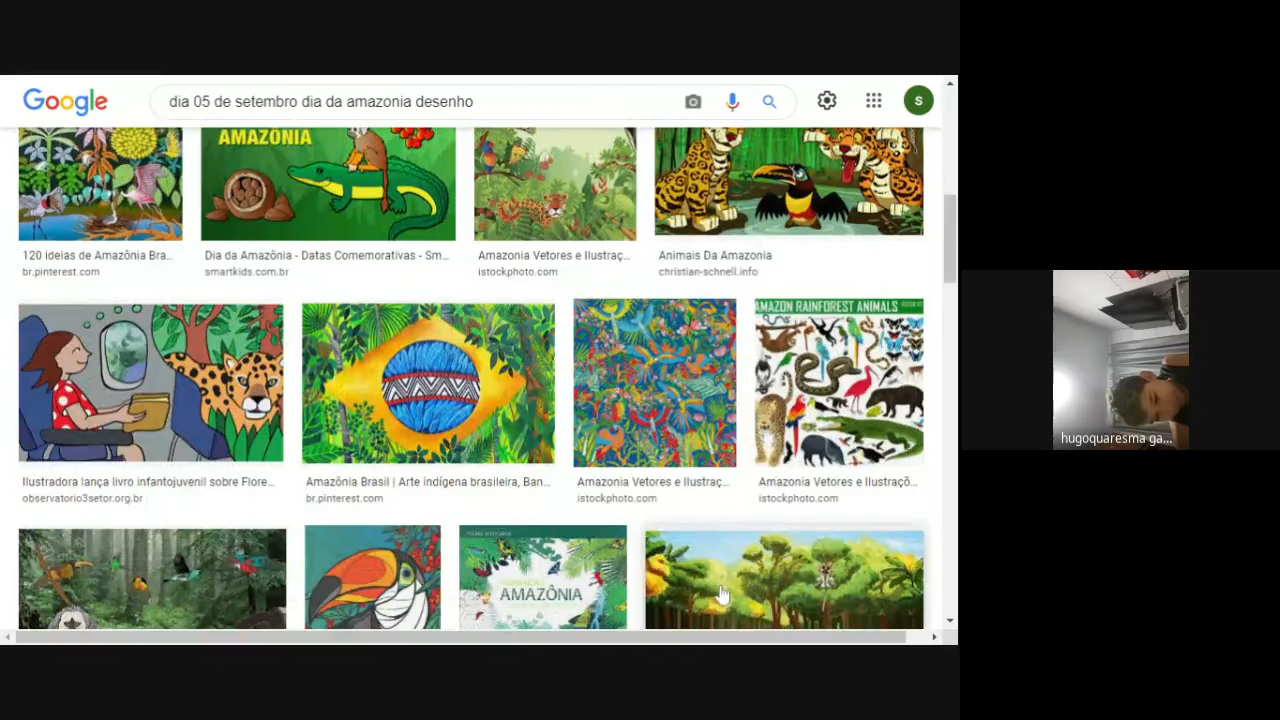 Google
dia 05 de setembro dia da amazonia desenho
S
AMAZÔNIA
120 ideias de Amazônia Bra...
br.pinterest.com
Dia da Amazônia - Datas Comemorativas - Sm...
smartkids.com.br
Amazonia Vetores e Ilustraç...
istockphoto.com
Animais Da Amazonia
christian-schnell.info
AMAZON RAINFOREST ANIMALS
Ilustradora lança livro infantojuvenil sobre Flore...
observatorio3setor.org.br
Amazônia Brasil | Arte indígena brasileira, Ban...
br.pinterest.com
Amazonia Vetores e Ilustraç...
istockphoto.com
Amazonia Vetores e Ilustraçõ...
istockphoto.com
AMAZÔNIA
hugoquaresma ga...